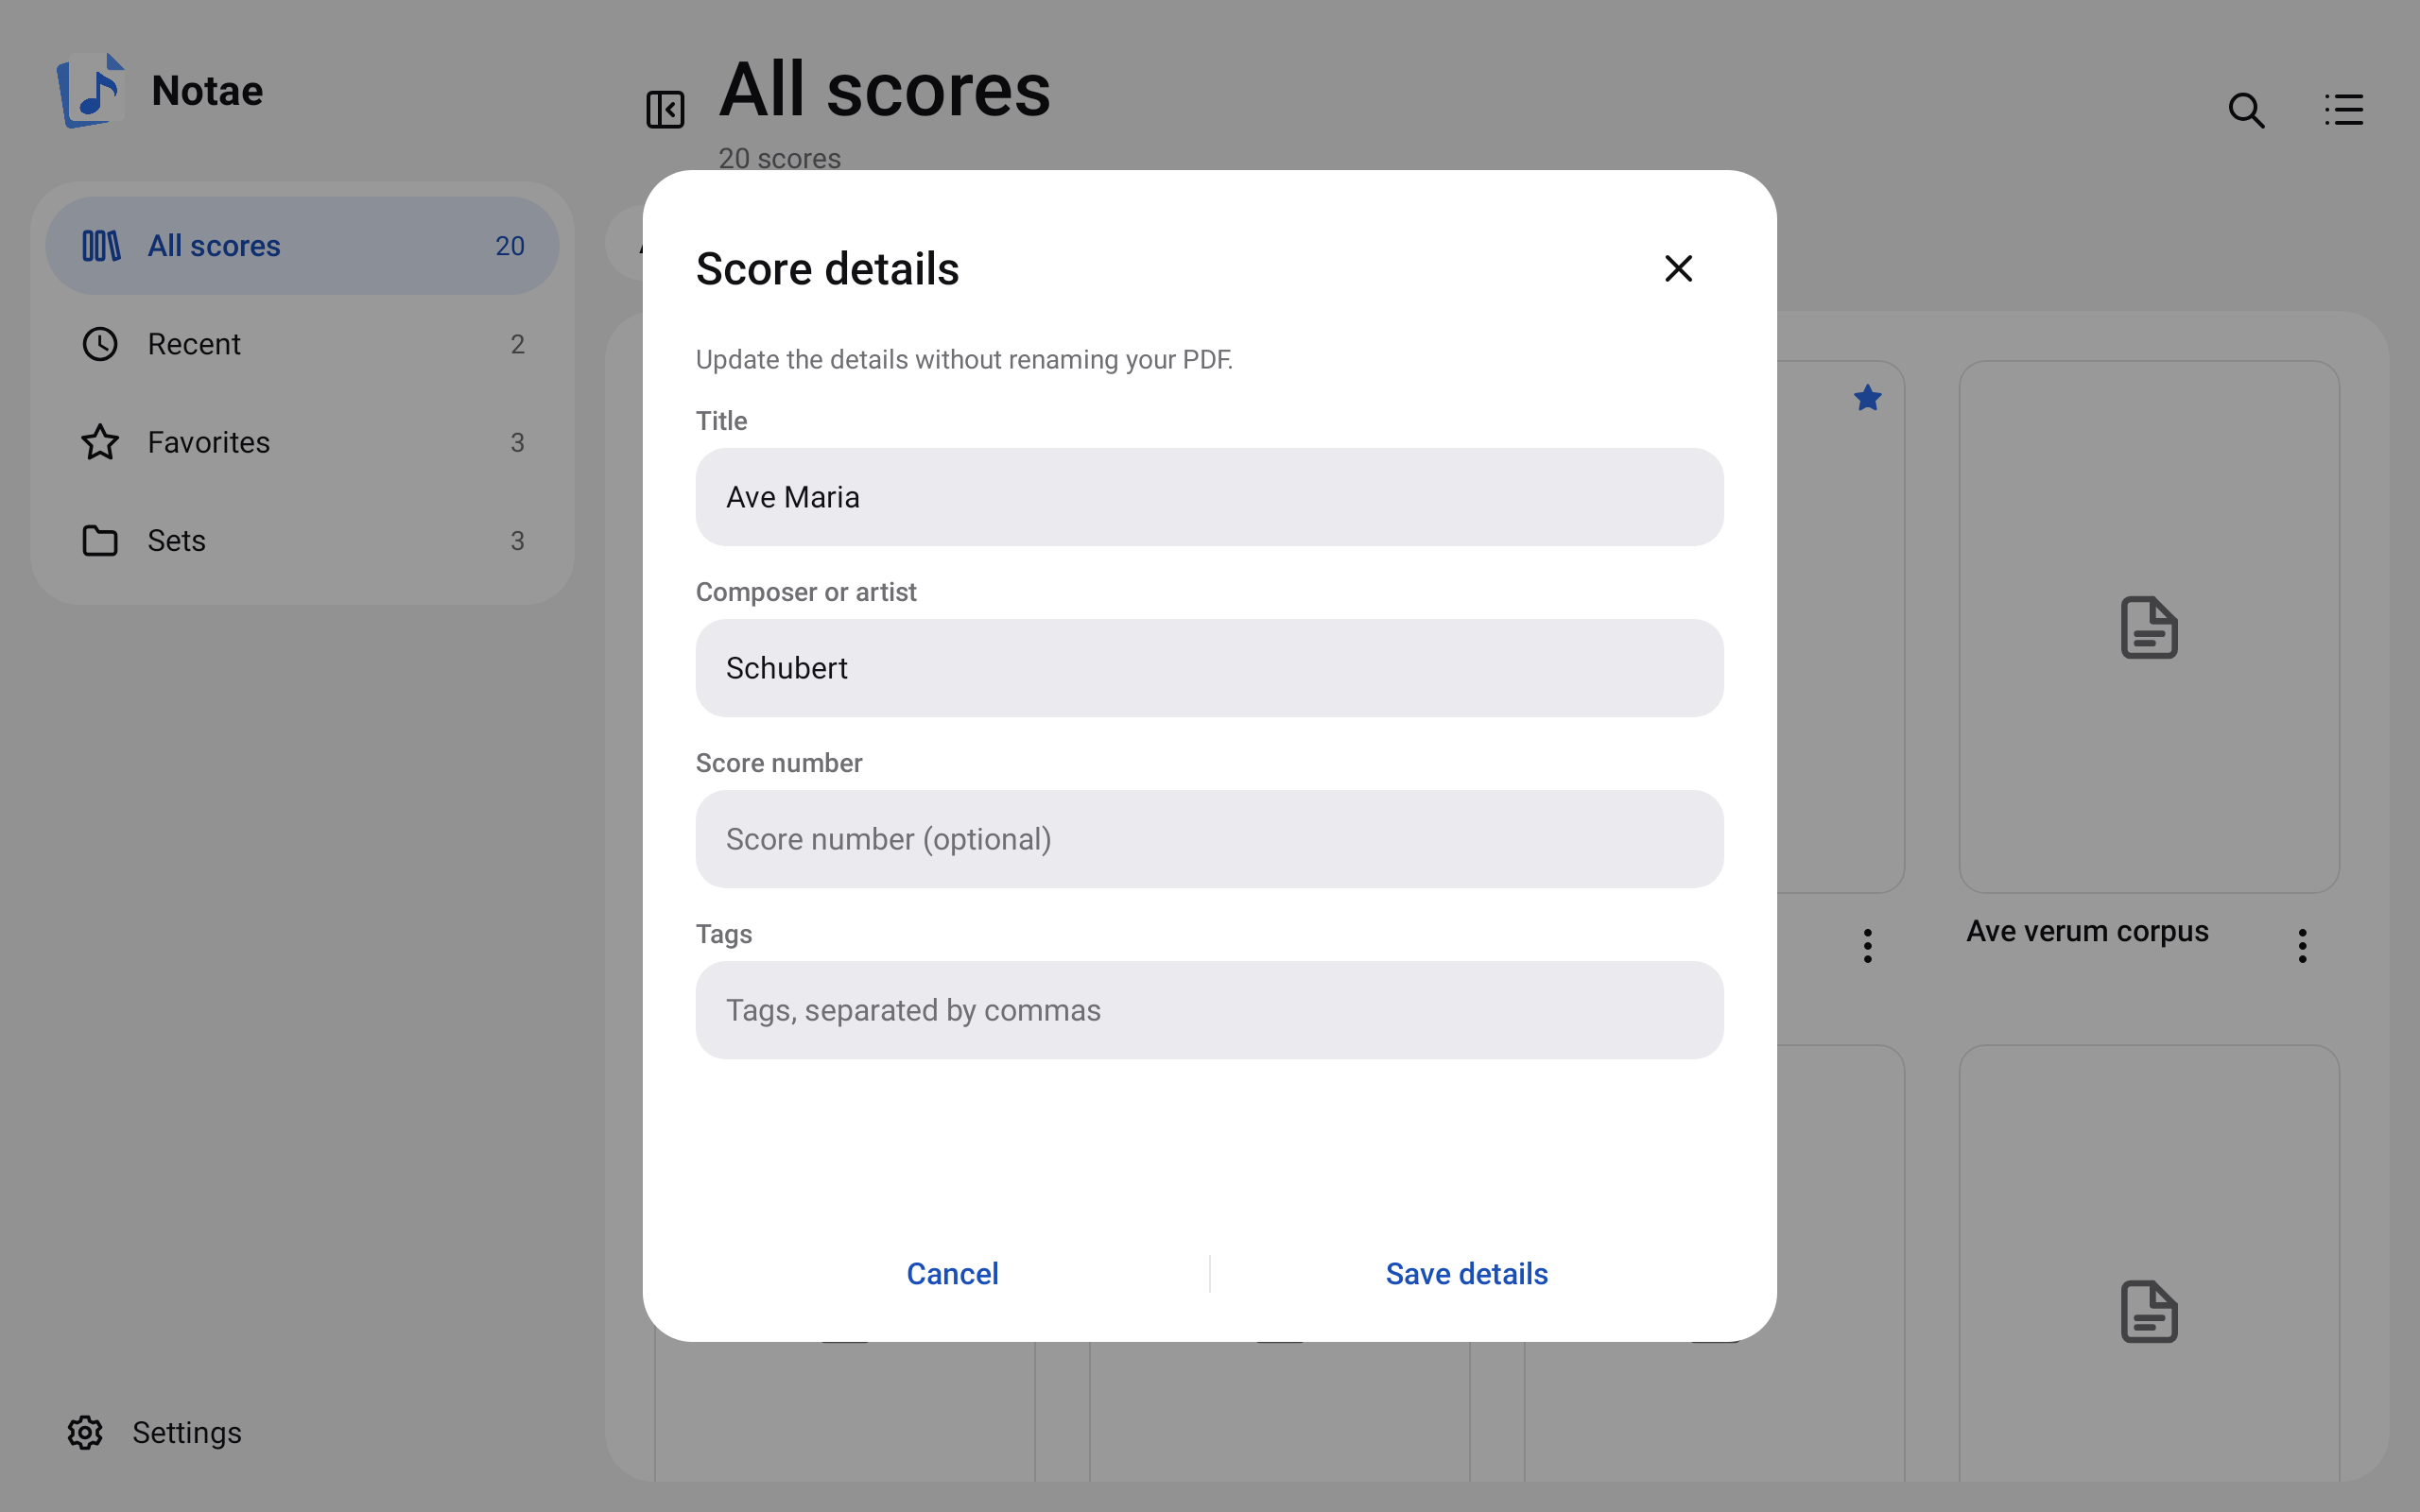 Notae
All scores
20 scores
All scores 20
Recent 2
Favorites 3
Sets 3
Settings
Score details
Update the details without renaming your PDF.
Title
Ave Maria
Composer or artist
Schubert
Score number
Score number (optional)
Tags
Tags, separated by commas
Cancel
Save details
Ave verum corpus